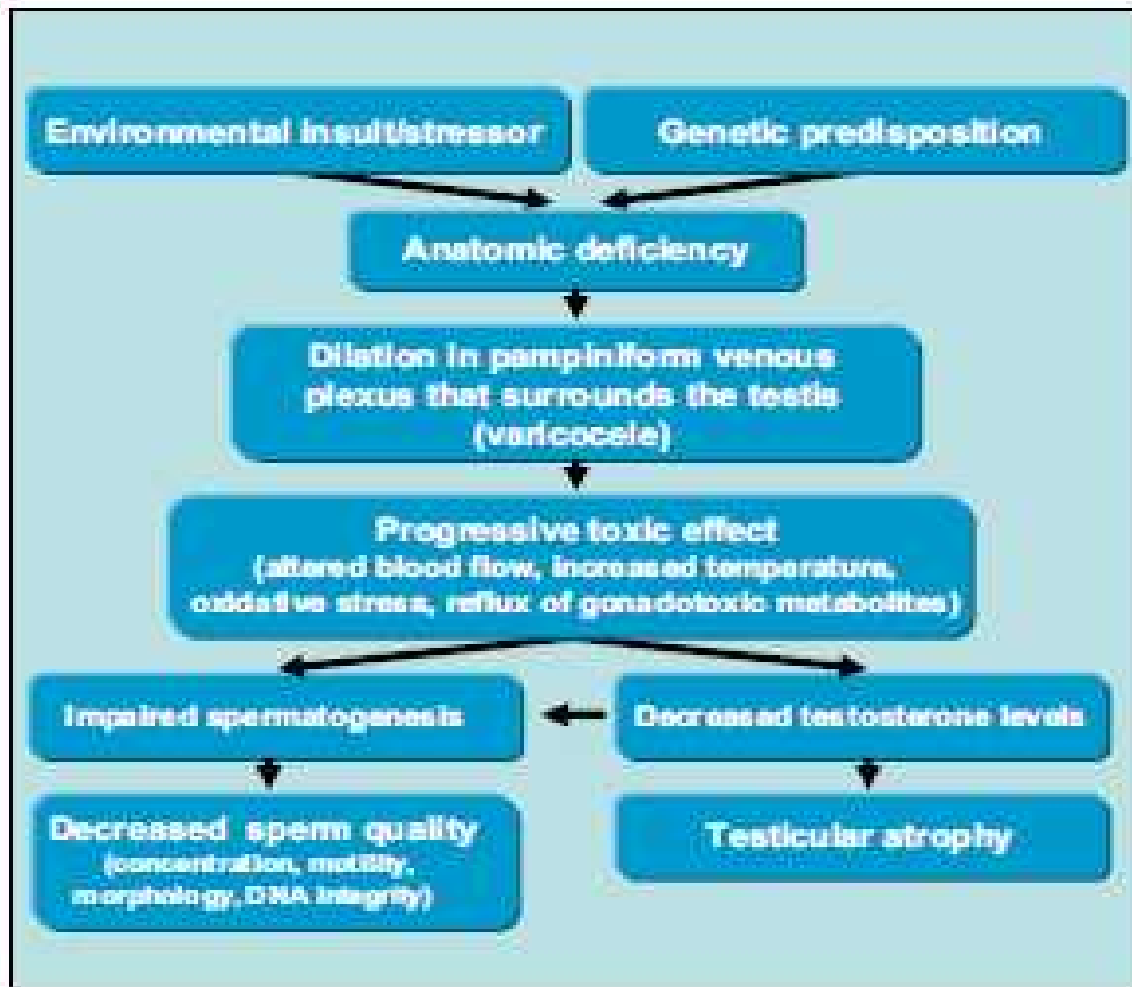 Environmental insult/stressor
Genetic predisposition
Anatomic deficiency
Dilation in pampiniform venous
plexus that surrounds the testis
(varicocele)
Progressive toxic effect
(altered blood flow, increased temperature,
oxidative stress, reflux of gonadotoxic metabolites)
Impaired spermatogenesis
Decreased testosterone levels
Decreased sperm quality
(concentration, motility,
morphology, DNA integrity)
Testicular atrophy